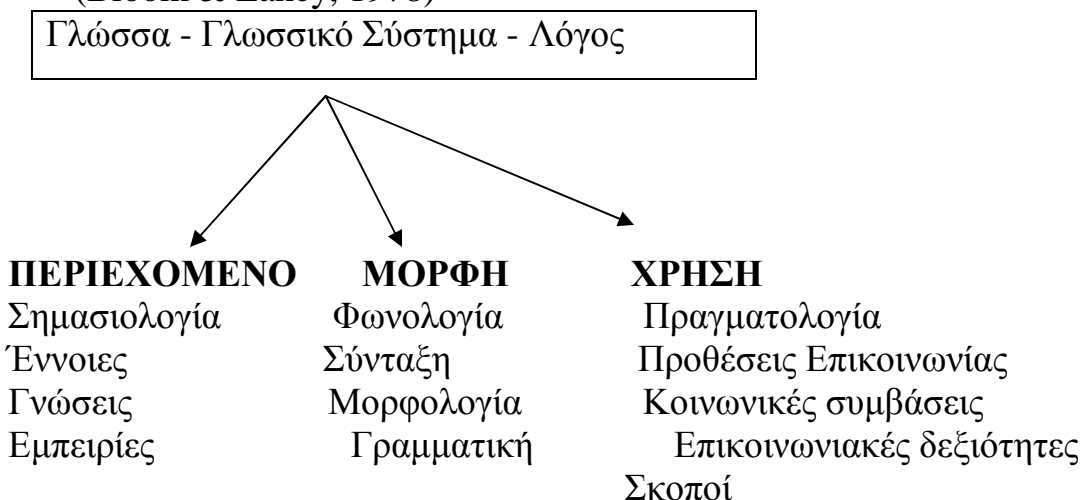 1978)
Γλώσσα - Γλωσσικό Σύστημα - Λόγος
ΠΕΡΙΕΧΟΜΕΝΟ ΜΟΡΦΗ ΧΡΗΣΗ
Σημασιολογία Φωνολογία Πραγματολογία
Έννοιες Σύνταξη Προθέσεις Επικοινωνίας
Γνώσεις Μορφολογία Κοινωνικές συμβάσεις
Εμπειρίες Γραμματική Επικοινωνιακές δεξιότητες
Σκοποί